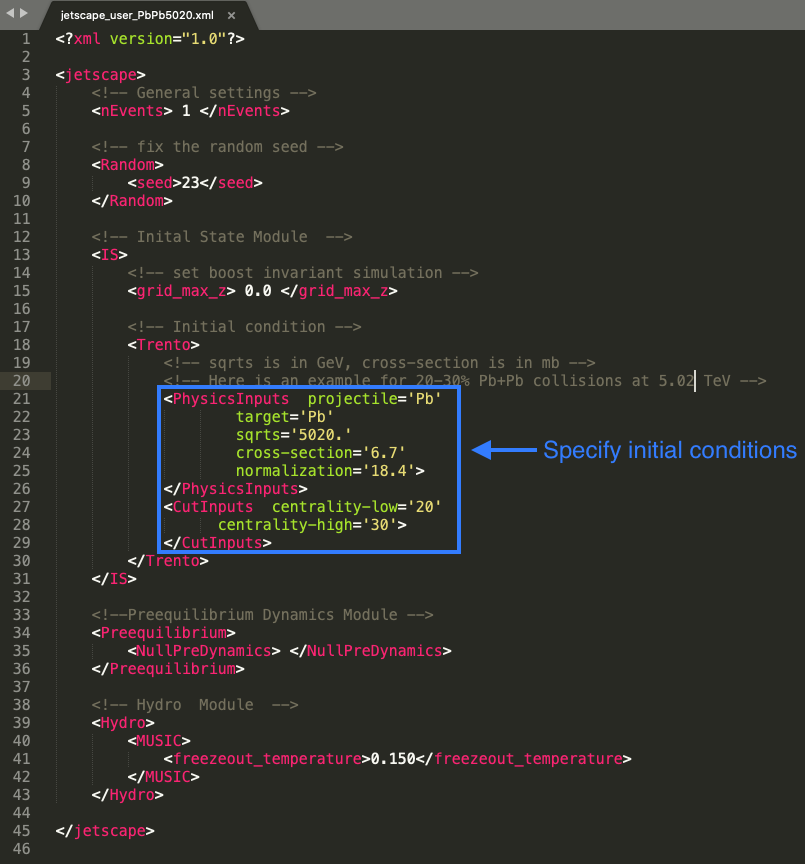 jetscape_user_PbPb5020.xml ×
1 <?xml version="1.0"?>
2
3 <jetscape>
4     <!-- General settings -->
5     <nEvents> 1 </nEvents>
6
7     <!-- fix the random seed -->
8     <Random>
9         <seed>23</seed>
10     </Random>
11
12     <!-- Inital State Module  -->
13     <IS>
14         <!-- set boost invariant simulation -->
15         <grid_max_z> 0.0 </grid_max_z>
16
17         <!-- Initial condition -->
18         <Trento>
19             <!-- sqrts is in GeV, cross-section is in mb -->
20             <!-- Here is an example for 20-30% Pb+Pb collisions at 5.02 TeV -->
21             <PhysicsInputs  projectile='Pb'
22                     target='Pb'
23                     sqrts='5020.'
24                     cross-section='6.7'
25                     normalization='18.4'>
26             </PhysicsInputs>
27             <CutInputs  centrality-low='20'
28                   centrality-high='30'>
29             </CutInputs>
30         </Trento>
31     </IS>
32
33     <!--Preequilibrium Dynamics Module -->
34     <Preequilibrium>
35         <NullPreDynamics> </NullPreDynamics>
36     </Preequilibrium>
37
38     <!-- Hydro  Module  -->
39     <Hydro>
40         <MUSIC>
41             <freezeout_temperature>0.150</freezeout_temperature>
42         </MUSIC>
43     </Hydro>
44
45 </jetscape>
46
Specify initial conditions